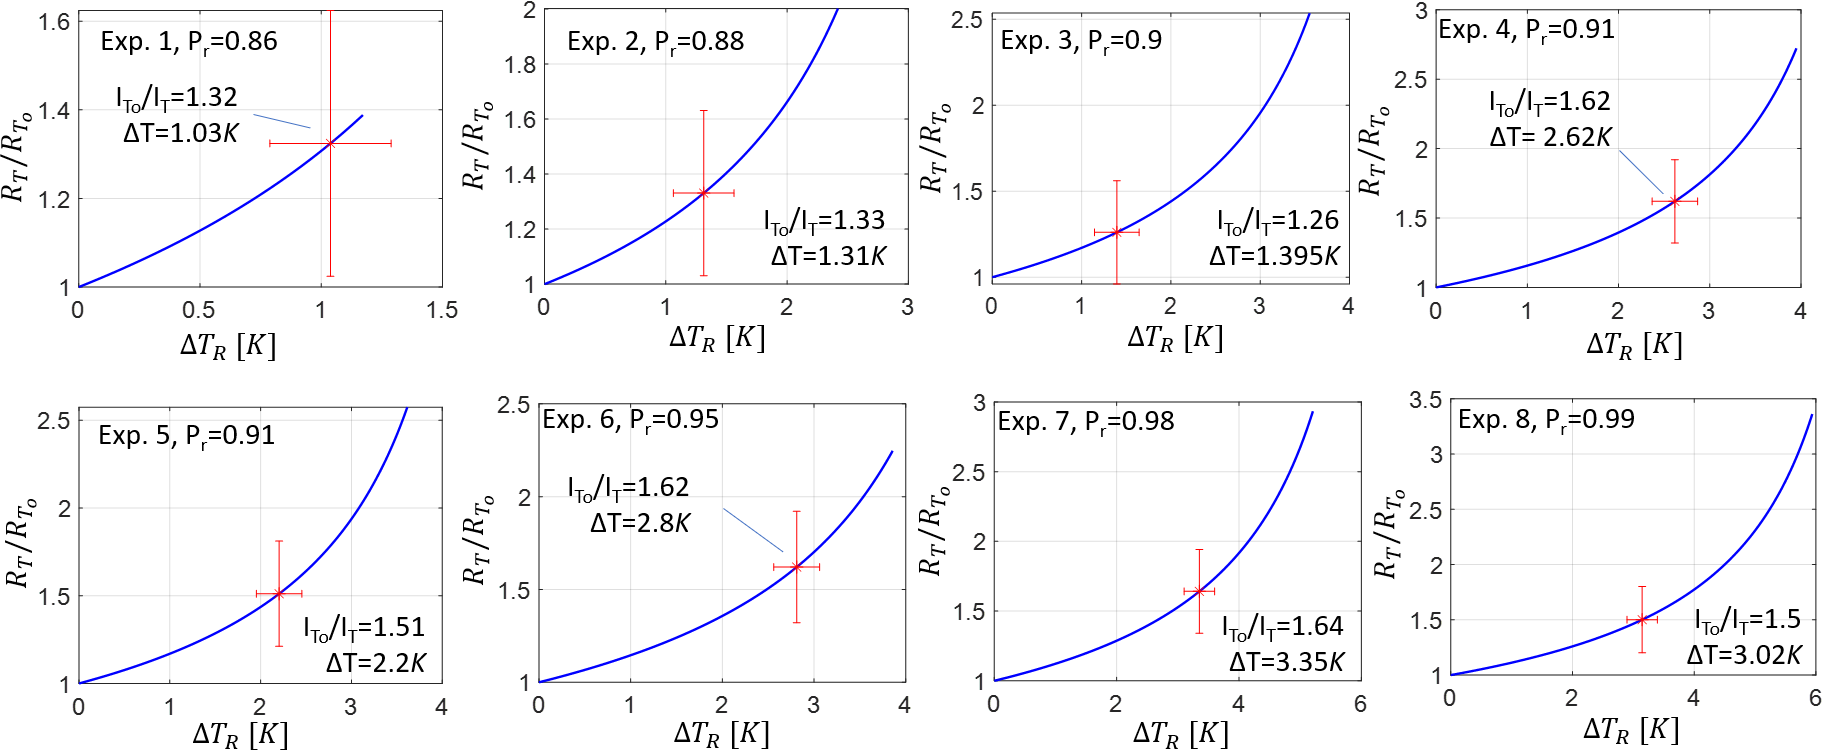 Exp. 1, Pr=0.86
ITo/IT=1.32
ΔT=1.03K
RT/RTo
1.6
1.4
1.2
1
0
0.5
1
1.5
ΔTR [K]
Exp. 2, Pr=0.88
ITo/IT=1.33
ΔT=1.31K
RT/RTo
2
1.8
1.6
1.4
1.2
1
0
1
2
3
ΔTR [K]
Exp. 3, Pr=0.9
ITo/IT=1.26
ΔT=1.395K
RT/RTo
2.5
2
1.5
1
0
1
2
3
4
ΔTR [K]
Exp. 4, Pr=0.91
ITo/IT=1.62
ΔT= 2.62K
RT/RTo
3
2.5
2
1.5
1
0
1
2
3
4
ΔTR [K]
Exp. 5, Pr=0.91
ITo/IT=1.51
ΔT=2.2K
RT/RTo
2.5
2
1.5
1
0
1
2
3
4
ΔTR [K]
Exp. 6, Pr=0.95
ITo/IT=1.62
ΔT=2.8K
RT/RTo
2.5
2
1.5
1
0
1
2
3
4
ΔTR [K]
Exp. 7, Pr=0.98
ITo/IT=1.64
ΔT=3.35K
RT/RTo
3
2.5
2
1.5
1
0
2
4
6
ΔTR [K]
Exp. 8, Pr=0.99
ITo/IT=1.5
ΔT=3.02K
RT/RTo
3.5
3
2.5
2
1.5
1
0
2
4
6
ΔTR [K]